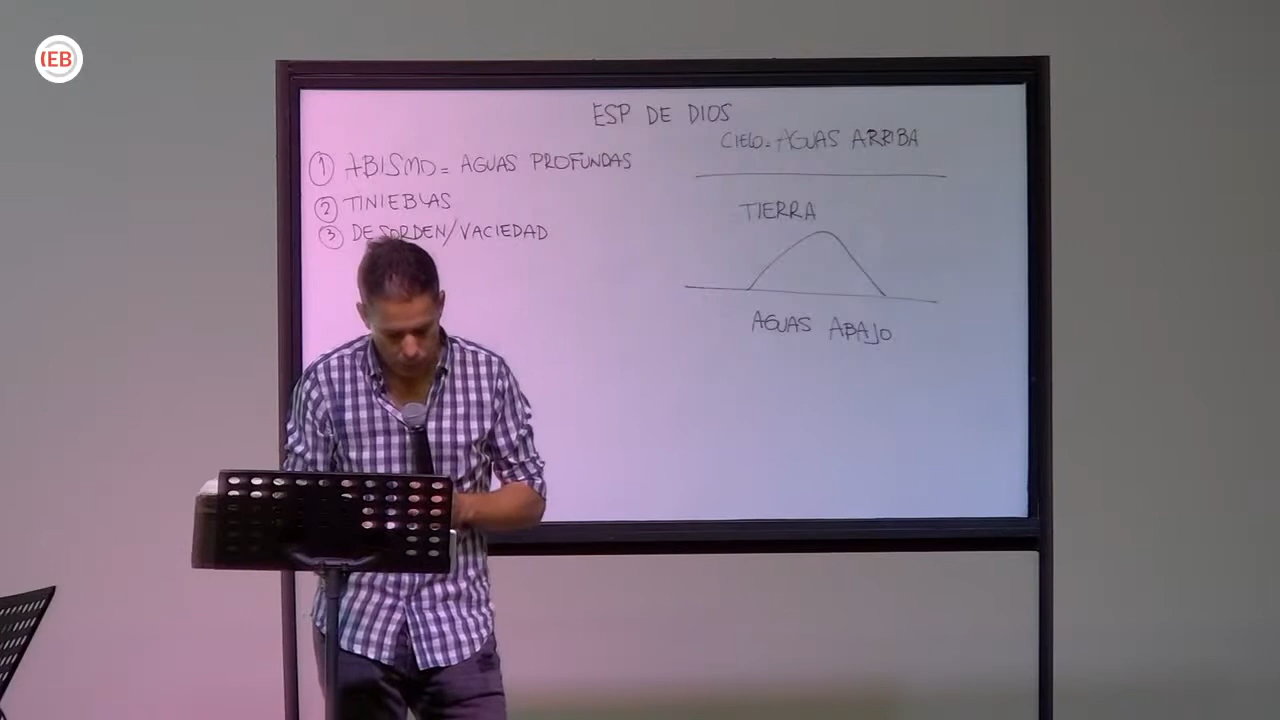 IEB
ESP DE DIOS
① ABISMO = AGUAS PROFUNDAS
② TINIEBLAS
③ DESORDEN/VACIEDAD
CIELO = AGUAS ARRIBA
TIERRA
AGUAS ABAJO